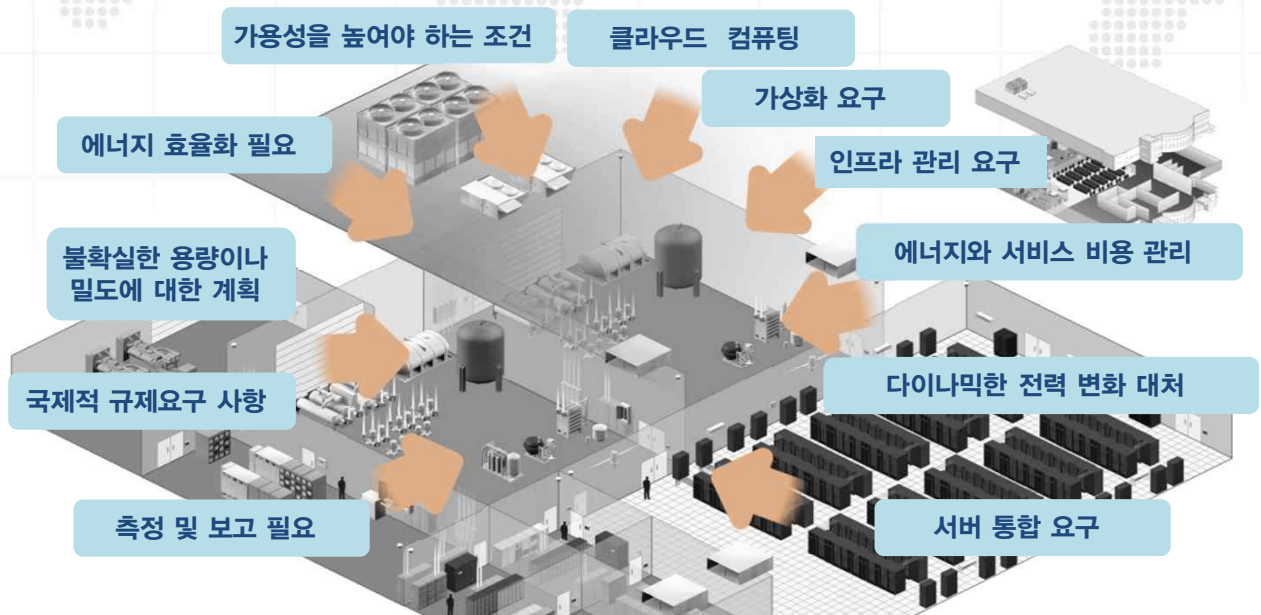 가용성을 높여야 하는 조건
클라우드 컴퓨팅
가상화 요구
에너지 효율화 필요
인프라 관리 요구
불확실한 용량이나
밀도에 대한 계획
에너지와 서비스 비용 관리
국제적 규제요구 사항
다이나믹한 전력 변화 대처
측정 및 보고 필요
서버 통합 요구